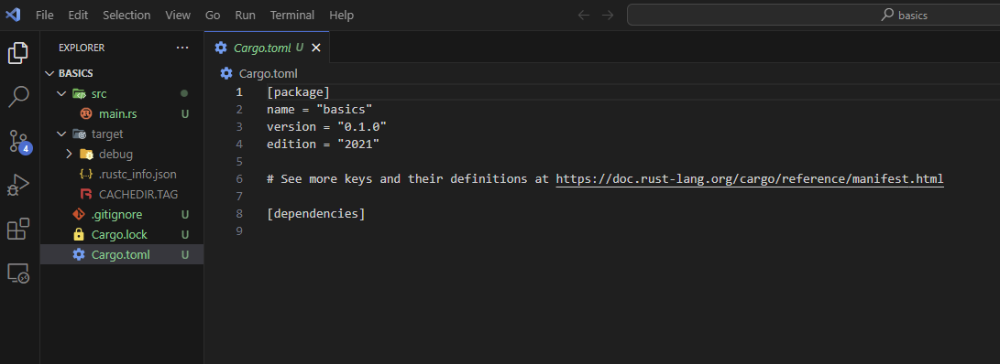 File Edit Selection View Go Run Terminal Help
basics
EXPLORER ...
BASICS
src
main.rs U
target
debug
.rustc_info.json
CACHEDIR.TAG
.gitignore U
Cargo.lock U
Cargo.toml U
4
Cargo.toml U
Cargo.toml
1 [package]
2 name = "basics"
3 version = "0.1.0"
4 edition = "2021"
5
6 # See more keys and their definitions at https://doc.rust-lang.org/cargo/reference/manifest.html
7
8 [dependencies]
9